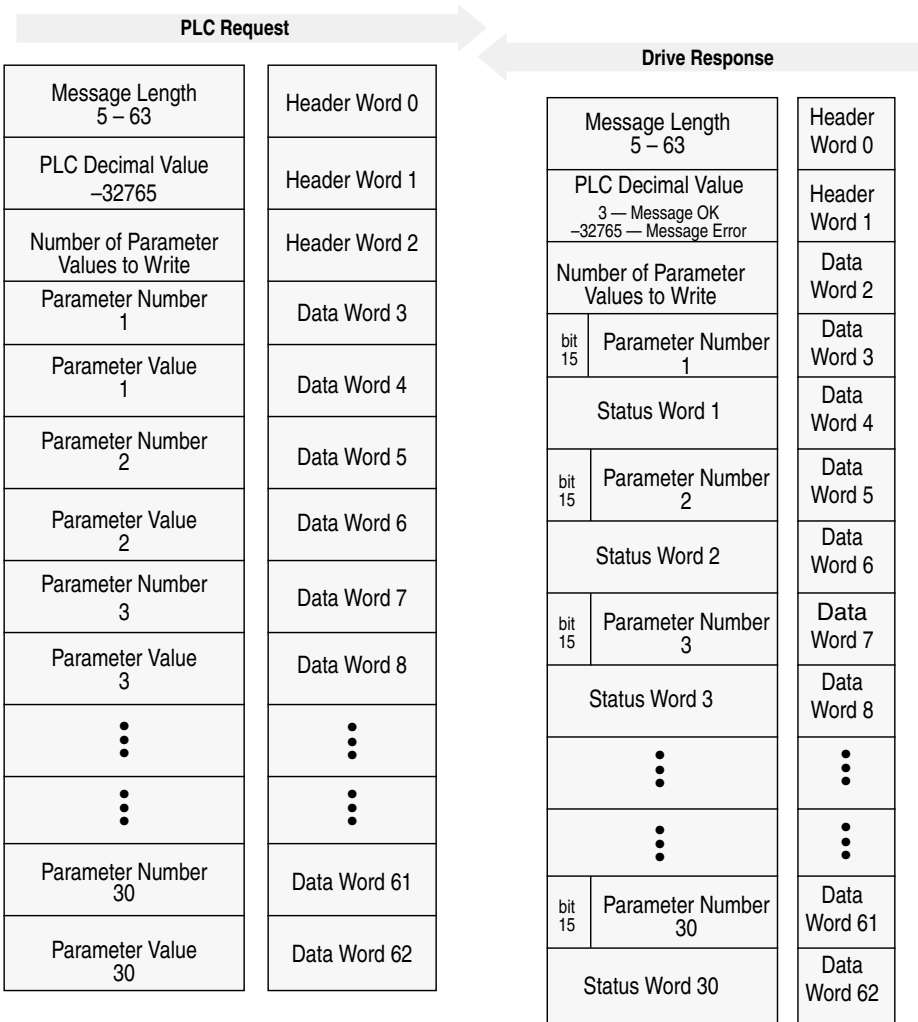 PLC Request
Message Length
5 – 63
Header Word 0
PLC Decimal Value
–32765
Header Word 1
Number of Parameter
Values to Write
Header Word 2
Parameter Number
1
Data Word 3
Parameter Value
1
Data Word 4
Parameter Number
2
Data Word 5
Parameter Value
2
Data Word 6
Parameter Number
3
Data Word 7
Parameter Value
3
Data Word 8
Parameter Number
30
Data Word 61
Parameter Value
30
Data Word 62
Drive Response
Message Length
5 – 63
Header
Word 0
PLC Decimal Value
3 — Message OK
–32765 — Message Error
Header
Word 1
Number of Parameter
Values to Write
Data
Word 2
bit
15
Parameter Number
1
Data
Word 3
Status Word 1
Data
Word 4
bit
15
Parameter Number
2
Data
Word 5
Status Word 2
Data
Word 6
bit
15
Parameter Number
3
Data
Word 7
Status Word 3
Data
Word 8
bit
15
Parameter Number
30
Data
Word 61
Status Word 30
Data
Word 62